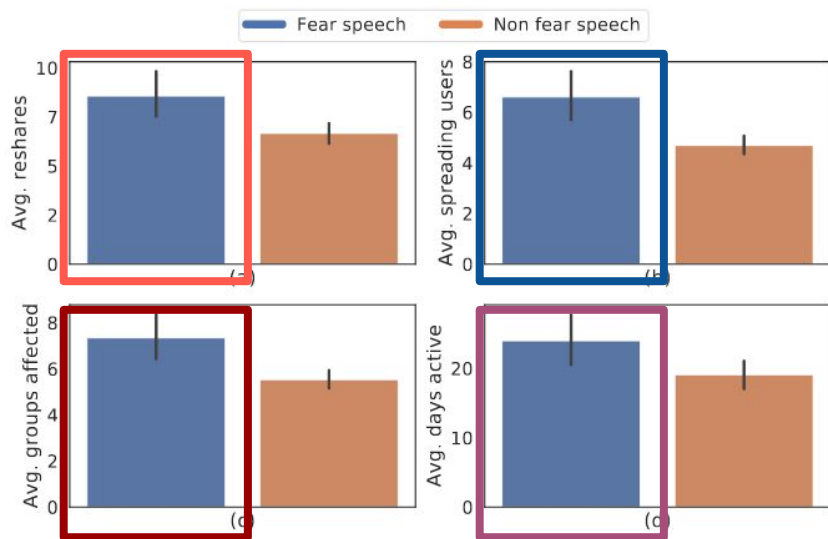 Fear speech Non fear speech
Avg. reshares
10
7
5
2
0
(a)
Avg. spreading users
8
6
4
2
0
(b)
Avg. groups affected
8
6
4
2
0
(c)
Avg. days active
20
10
0
(d)